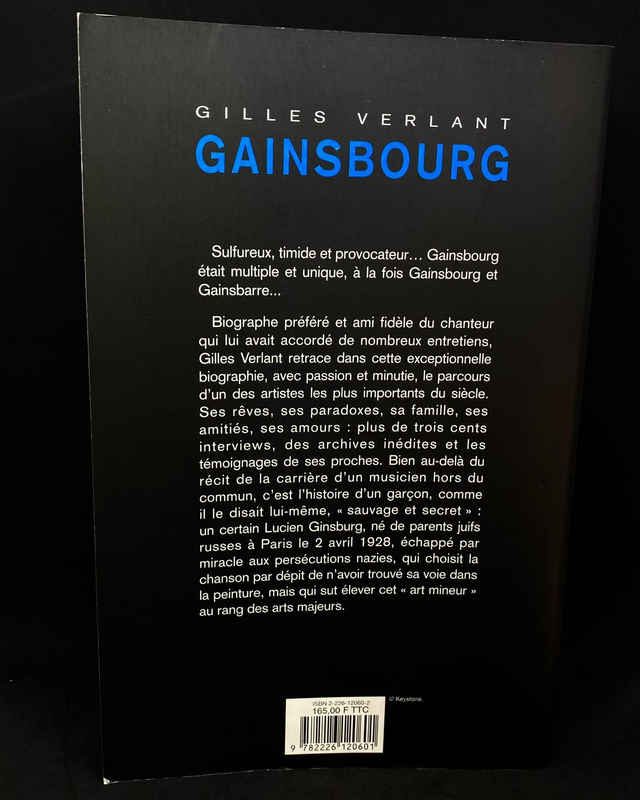 GILLES VERLANT
GAINSBOURG
Sulfureux, timide et provocateur... Gainsbourg
était multiple et unique, à la fois Gainsbourg et
Gainsbarre...
Biographe préféré et ami fidèle du chanteur
qui lui avait accordé de nombreux entretiens,
Gilles Verlant retrace dans cette exceptionnelle
biographie, avec passion et minutie, le parcours
d'un des artistes les plus importants du siècle.
Ses rêves, ses paradoxes, sa famille, ses
amitiés, ses amours : plus de trois cents
interviews, des archives inédites et les
témoignages de ses proches. Bien au-delà du
récit de la carrière d'un musicien hors du
commun, c'est l'histoire d'un garçon, comme
il le disait lui-même, « sauvage et secret » :
un certain Lucien Ginsburg, né de parents juifs
russes à Paris le 2 avril 1928, échappé par
miracle aux persécutions nazies, qui choisit la
chanson par dépit de n'avoir trouvé sa voie dans
la peinture, mais qui sut élever cet « art mineur »
au rang des arts majeurs.
© Keystone.
ISBN 2-226-12060-2
165,00 F TTC
9 782226 120601